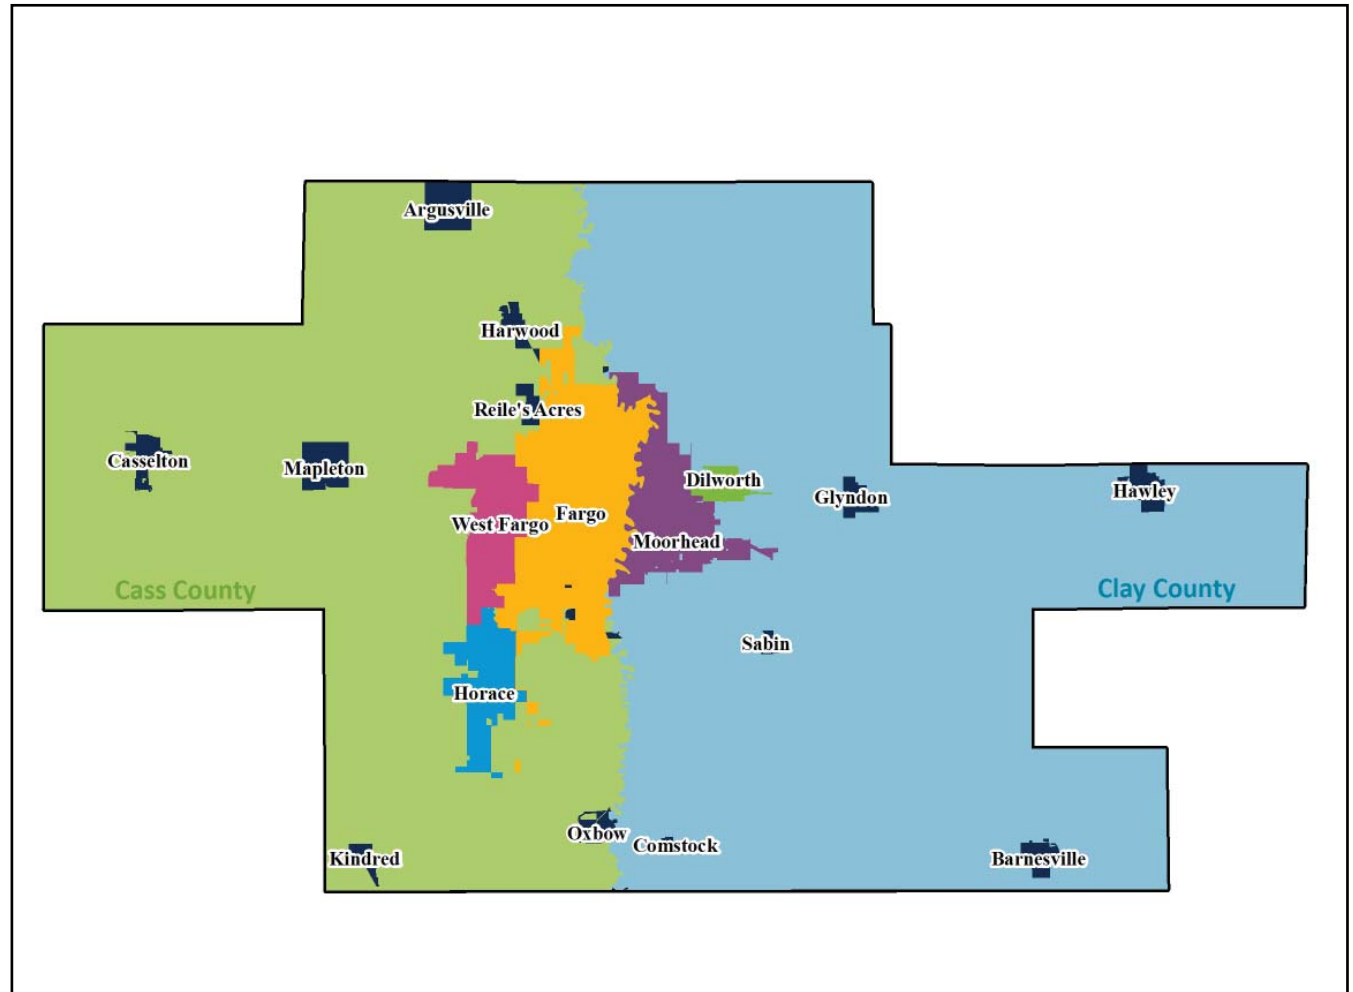 Argusville
Harwood
Reile's Acres
Casselton
Mapleton
Dilworth
Glyndon
Hawley
West Fargo
Fargo
Moorhead
Cass County
Clay County
Sabin
Horace
Oxbow
Comstock
Kindred
Barnesville